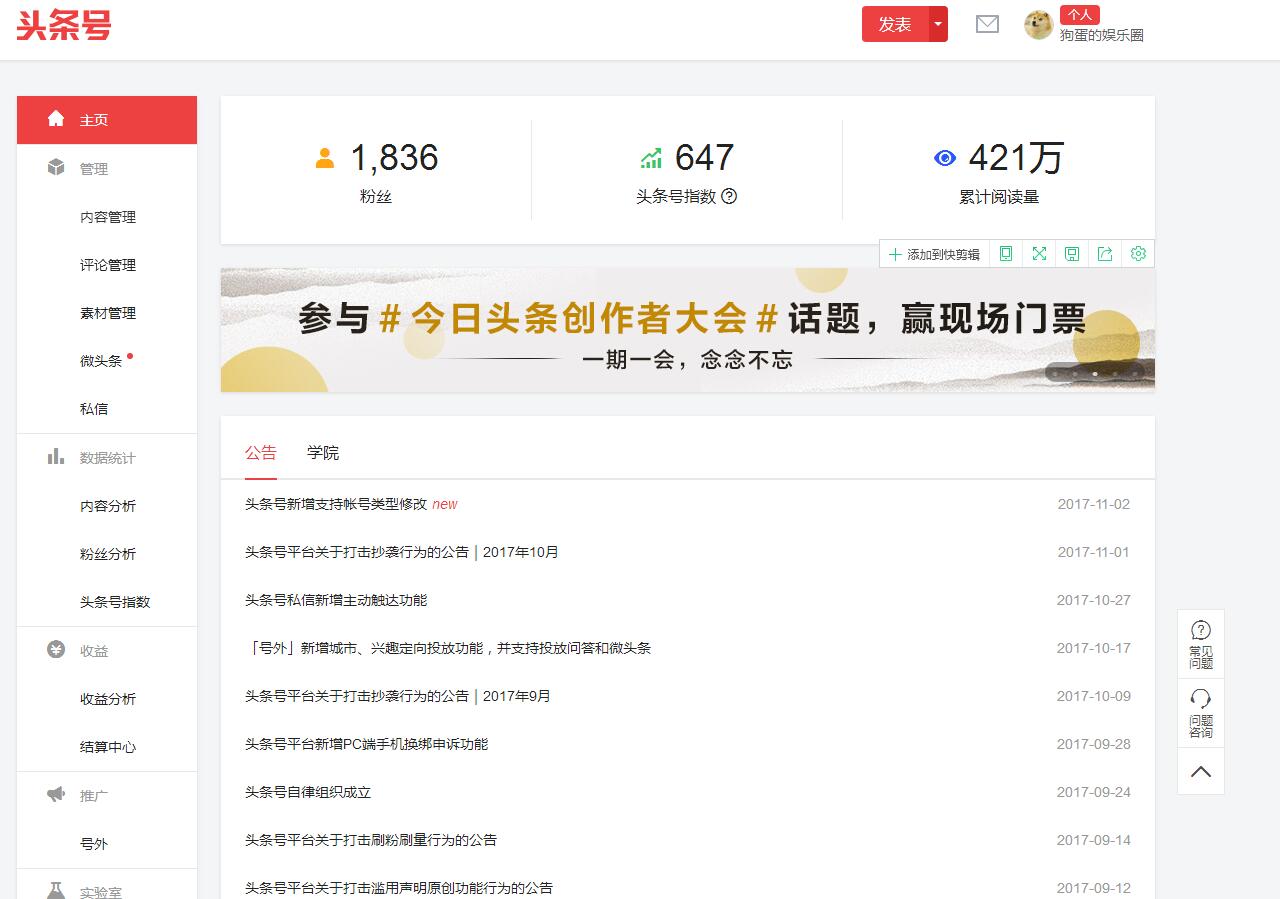 头条号
发表
个人
狗蛋的娱乐圈
主页
管理
内容管理
评论管理
素材管理
微头条
私信
数据统计
内容分析
粉丝分析
头条号指数
收益
收益分析
结算中心
推广
号外
实验室
1,836
粉丝
647
头条号指数 ?
421万
累计阅读量
添加到快剪辑
参与#今日头条创作者大会#话题，赢现场门票
一期一会，念念不忘
公告 学院
头条号新增支持帐号类型修改 new 2017-11-02
头条号平台关于打击抄袭行为的公告 | 2017年10月 2017-11-01
头条号私信新增主动触达功能 2017-10-27
「号外」新增城市、兴趣定向投放功能，并支持投放问答和微头条 2017-10-17
头条号平台关于打击抄袭行为的公告 | 2017年9月 2017-10-09
头条号平台新增PC端手机换绑申诉功能 2017-09-28
头条号自律组织成立 2017-09-24
头条号平台关于打击刷粉刷量行为的公告 2017-09-14
头条号平台关于打击滥用声明原创功能行为的公告 2017-09-12
常见
问题
问题
咨询